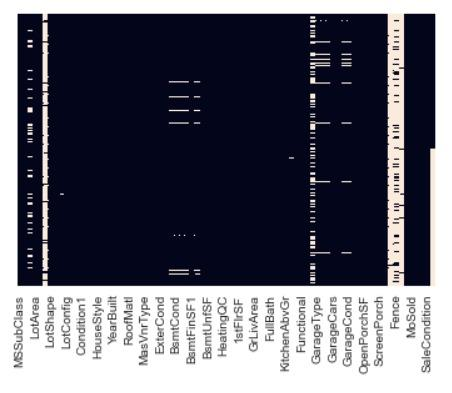 MSSubClass
LotArea
LotShape
LotConfig
Condition1
HouseStyle
YearBuilt
RoofMatl
MasVnrType
ExterCond
BsmtCond
BsmtFinSF1
BsmtUnfSF
HeatingQC
1stFlrSF
GrLivArea
FullBath
KitchenAbvGr
Functional
GarageType
GarageCars
GarageCond
OpenPorchSF
ScreenPorch
Fence
MoSold
SaleCondition